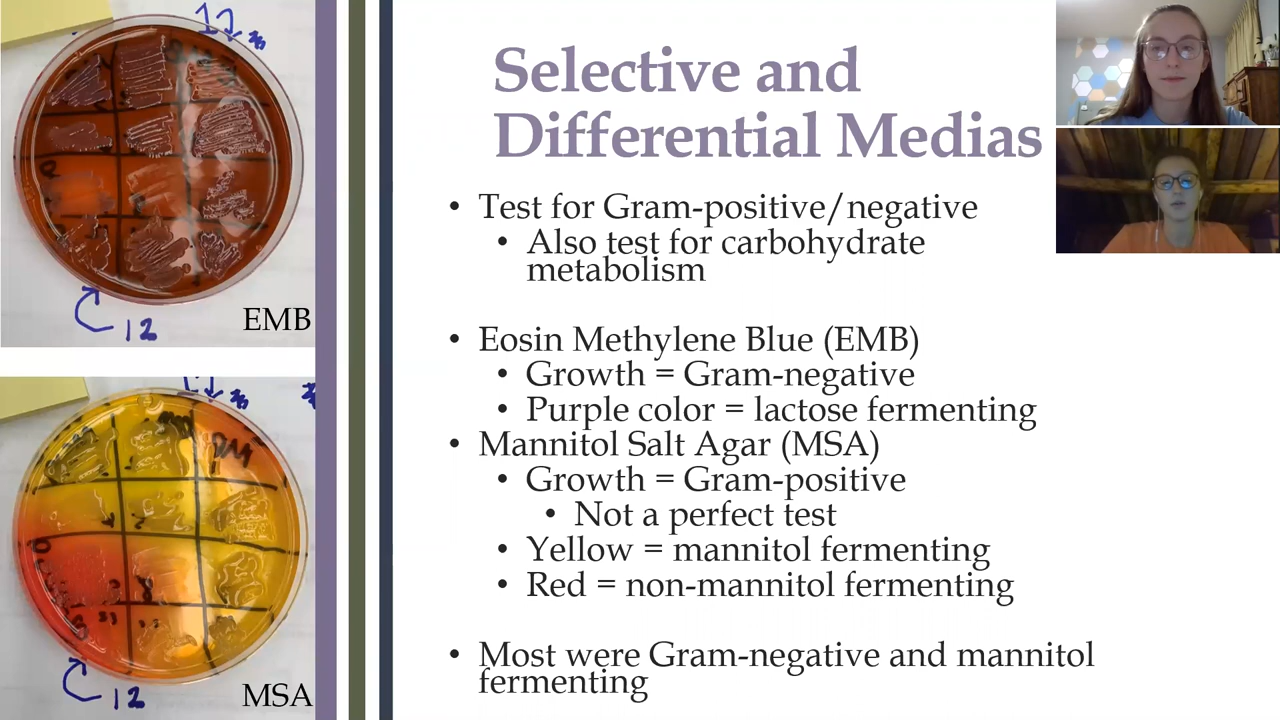 Selective and
Differential Medias
• Test for Gram-positive/negative
• Also test for carbohydrate
metabolism
• Eosin Methylene Blue (EMB)
• Growth = Gram-negative
• Purple color = lactose fermenting
• Mannitol Salt Agar (MSA)
• Growth = Gram-positive
• Not a perfect test
• Yellow = mannitol fermenting
• Red = non-mannitol fermenting
• Most were Gram-negative and mannitol
fermenting
12
EMB
12
MSA